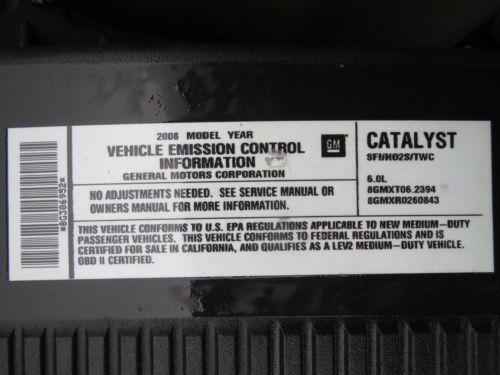 *8G306952*
2008 MODEL YEAR
VEHICLE EMISSION CONTROL
INFORMATION
GENERAL MOTORS CORPORATION
GM
CATALYST
SFI/HO2S/TWC
NO ADJUSTMENTS NEEDED. SEE SERVICE MANUAL OR
OWNERS MANUAL FOR MORE INFORMATION.
6.0L
8GMXT06.2394
8GMXR0260843
THIS VEHICLE CONFORMS TO U.S. EPA REGULATIONS APPLICABLE TO NEW MEDIUM-DUTY
PASSENGER VEHICLES. THIS VEHICLE CONFORMS TO FEDERAL REGULATIONS AND IS
CERTIFIED FOR SALE IN CALIFORNIA, AND QUALIFIES AS A LEV2 MEDIUM-DUTY VEHICLE.
OBD II CERTIFIED.